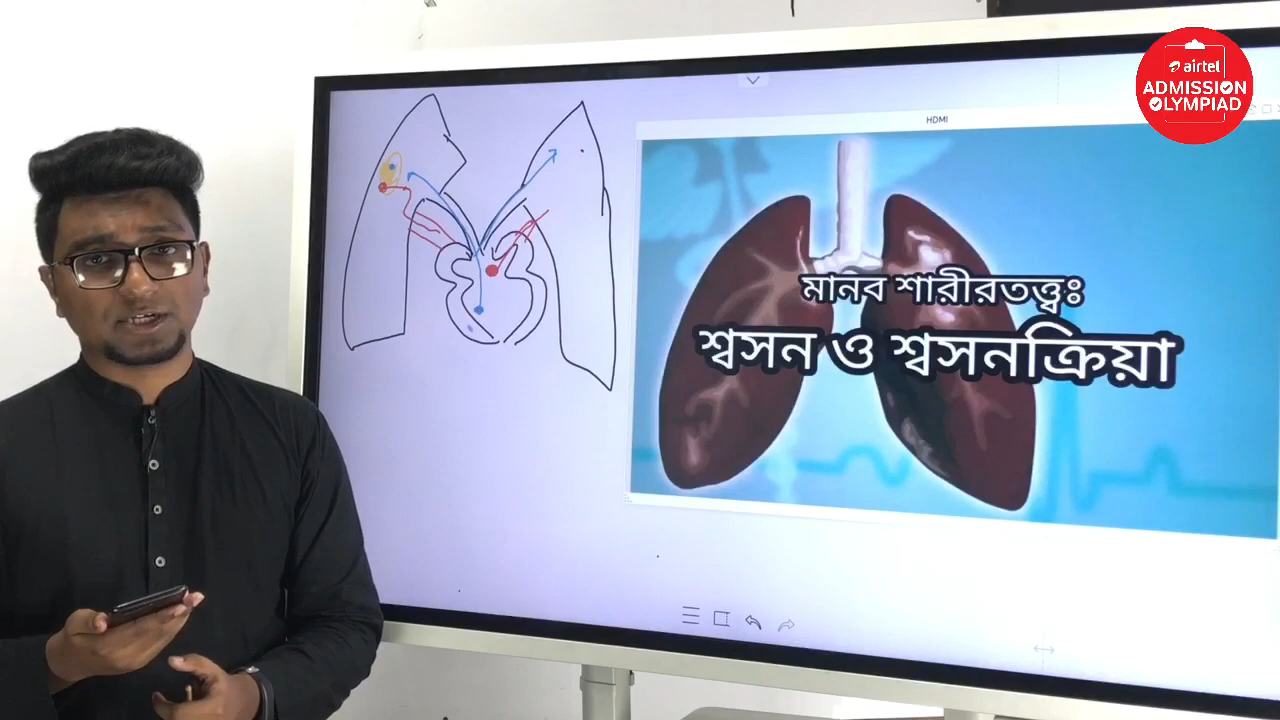 airtel
ADMISSION
OLYMPIAD
HDMI
মানব শারীরতত্ত্বঃ
শ্বসন ও শ্বসনক্রিয়া